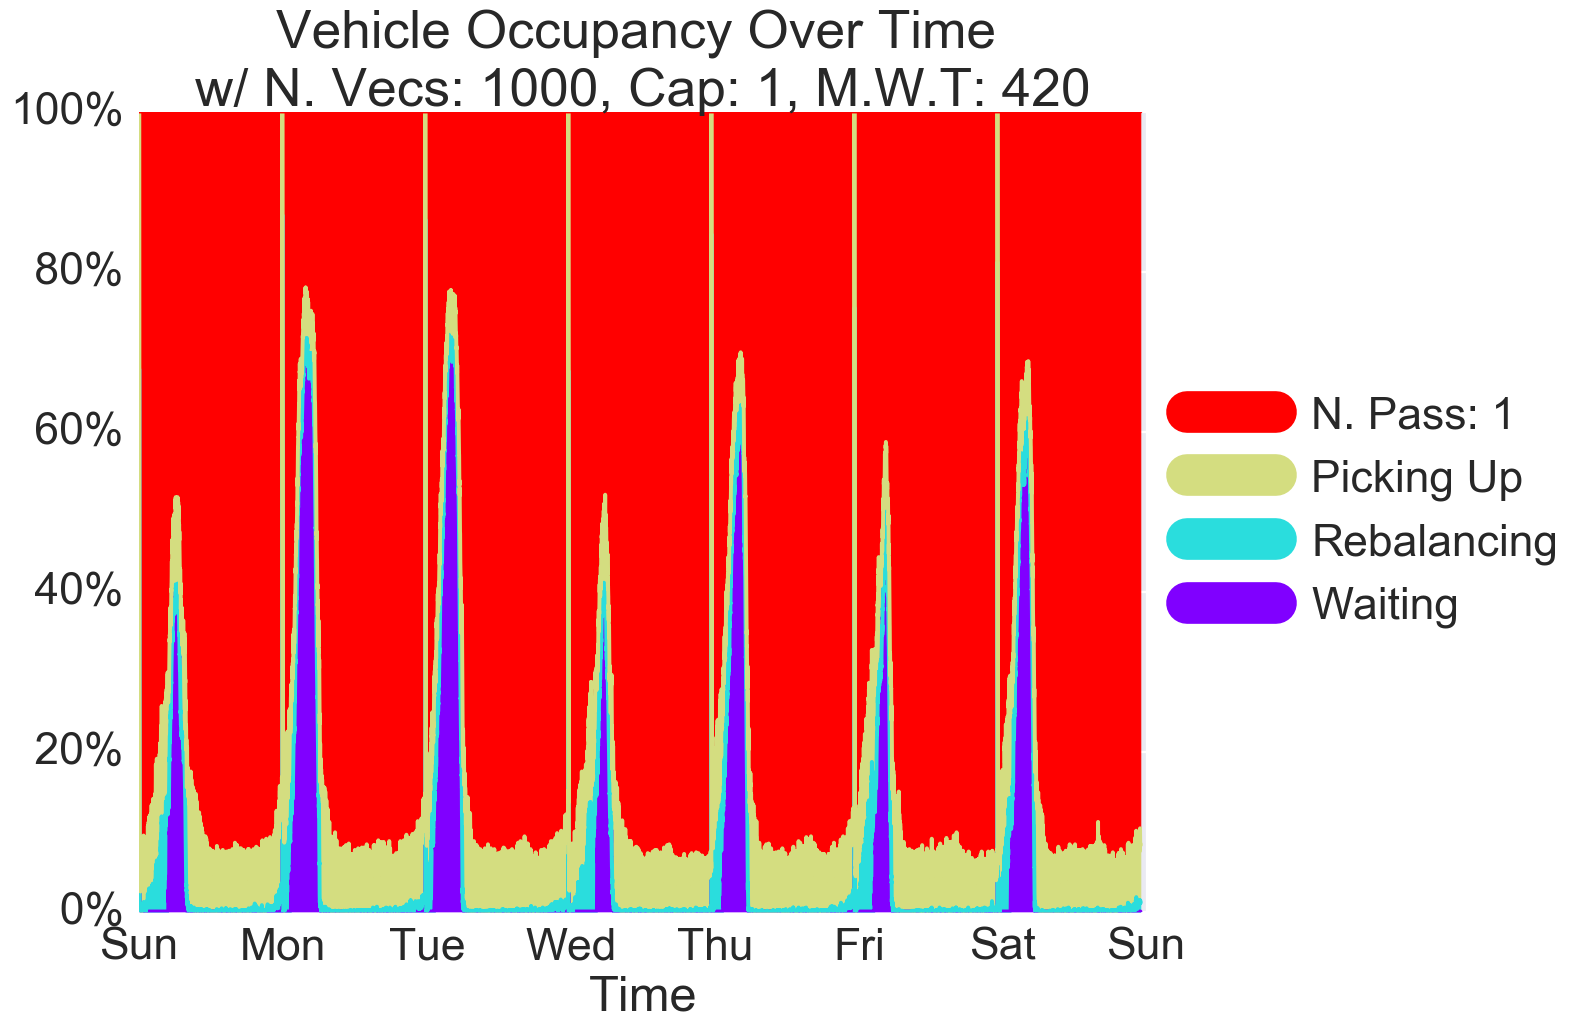 Vehicle Occupancy Over Time
w/ N. Vecs: 1000, Cap: 1, M.W.T: 420
100%
80%
60%
40%
20%
0%
Sun Mon Tue Wed Thu Fri Sat Sun
Time
N. Pass: 1
Picking Up
Rebalancing
Waiting